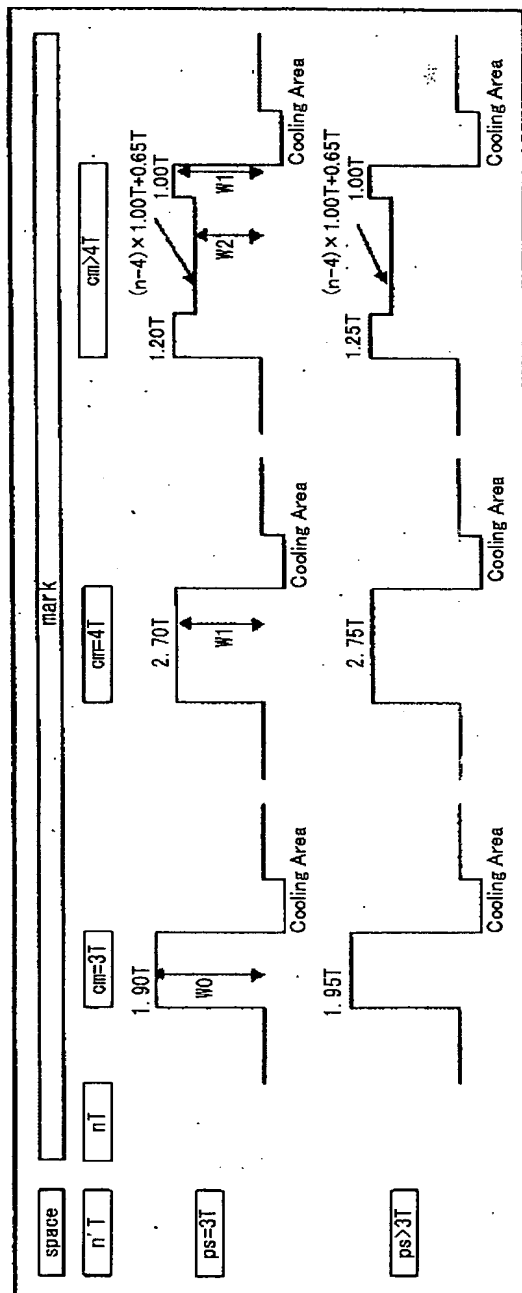 space
mark
n'T
nT
cm=3T
cm=4T
cm>4T
ps=3T
1.90T
W0
Cooling Area
2.70T
W1
Cooling Area
1.20T
(n-4)×1.00T+0.65T
1.00T
W2
W1
Cooling Area
ps>3T
1.95T
Cooling Area
2.75T
Cooling Area
1.25T
(n-4)×1.00T+0.65T
1.00T
Cooling Area